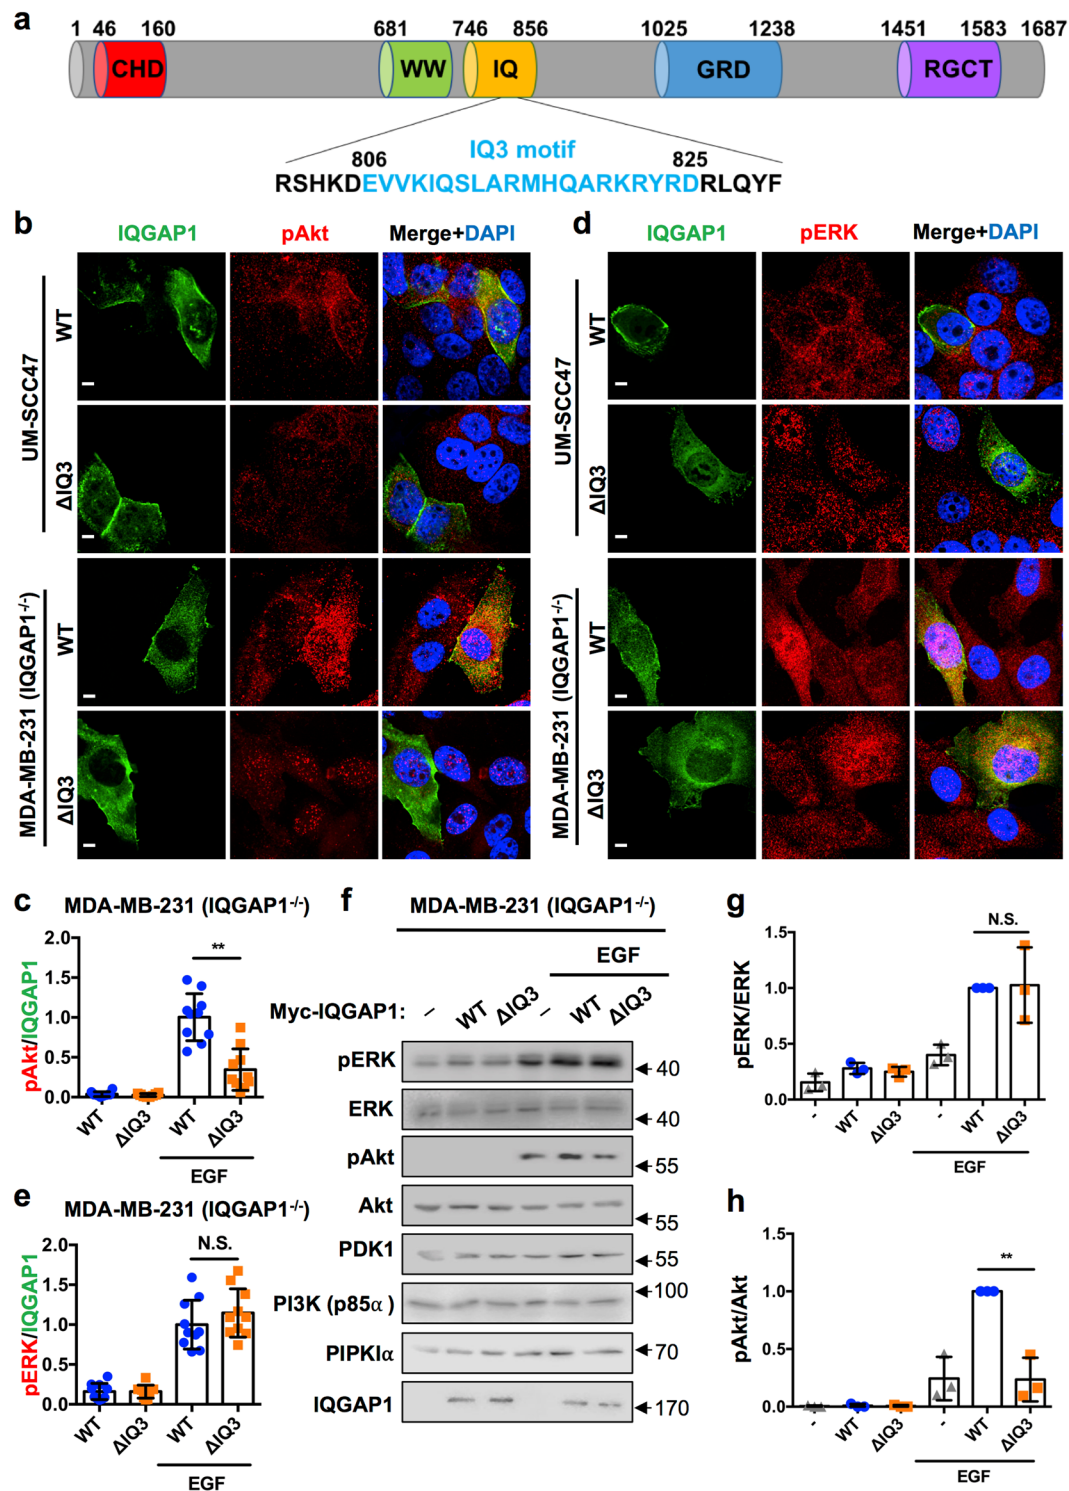 a
1 46 160 681 746 856 1025 1238 1451 1583 1687
CHD WW IQ GRD RGCT
IQ3 motif
806 825
RSHKDEVVKIQSLARMHQARKRYRDRLQYF
b
IQGAP1 pAkt Merge+DAPI
UM-SCC47
WT
ΔIQ3
MDA-MB-231 (IQGAP1-/-)
WT
ΔIQ3
d
IQGAP1 pERK Merge+DAPI
UM-SCC47
WT
ΔIQ3
MDA-MB-231 (IQGAP1-/-)
WT
ΔIQ3
c
MDA-MB-231 (IQGAP1-/-)
pAkt/IQGAP1
2.0
1.5
1.0
0.5
0.0
**
WT ΔIQ3 WT ΔIQ3
EGF
e
MDA-MB-231 (IQGAP1-/-)
pERK/IQGAP1
2.0
1.5
1.0
0.5
0.0
N.S.
WT ΔIQ3 WT ΔIQ3
EGF
f
MDA-MB-231 (IQGAP1-/-)
EGF
Myc-IQGAP1: – WT ΔIQ3 – WT ΔIQ3
pERK 40
ERK 40
pAkt 55
Akt 55
PDK1 55
PI3K (p85α) 100
PIPKIα 70
IQGAP1 170
g
pERK/ERK
1.5
1.0
0.5
0.0
N.S.
- WT ΔIQ3 - WT ΔIQ3
EGF
h
pAkt/Akt
1.5
1.0
0.5
0.0
**
- WT ΔIQ3 - WT ΔIQ3
EGF